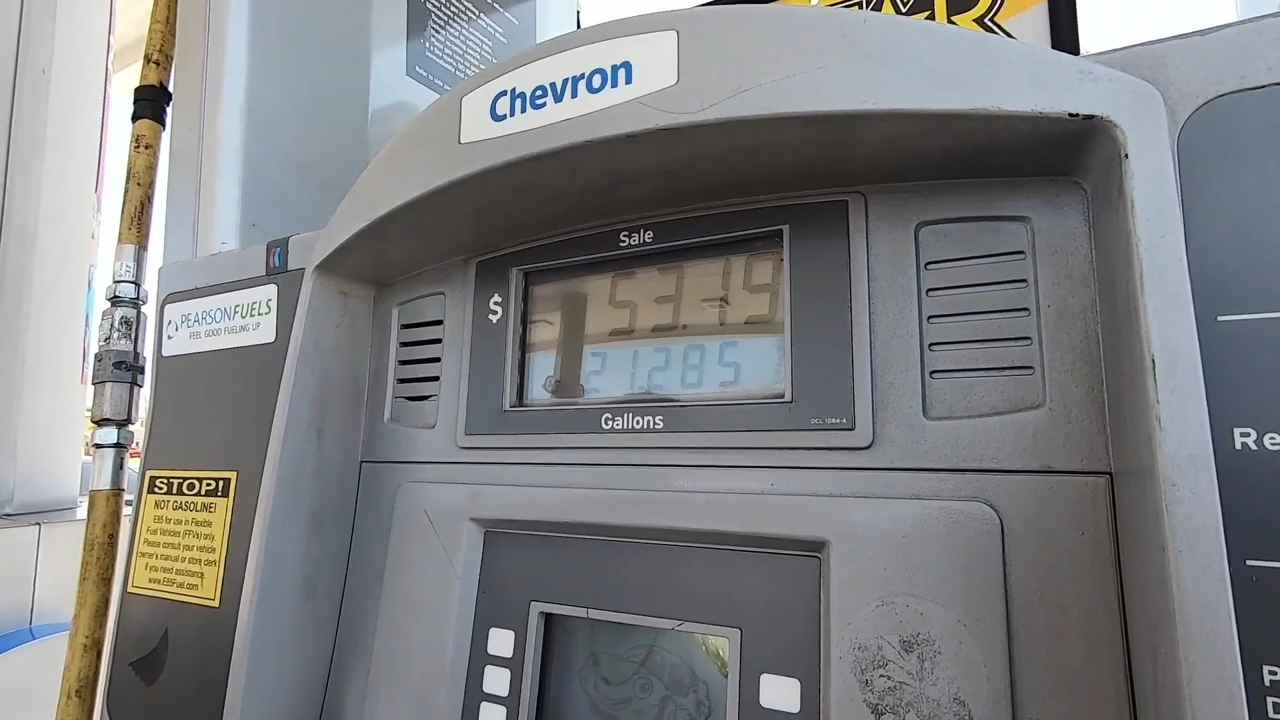 Chevron
Sale
$ 53.19
21.285
Gallons
DCL 1084-A
PEARSONFUELS
FEEL GOOD FUELING UP
STOP!
NOT GASOLINE!
E85 for use in Flexible
Fuel Vehicles (FFVs) only.
Please consult your vehicle
owner's manual or store clerk
if you need assistance.
www.E85Fuel.com
Re
P